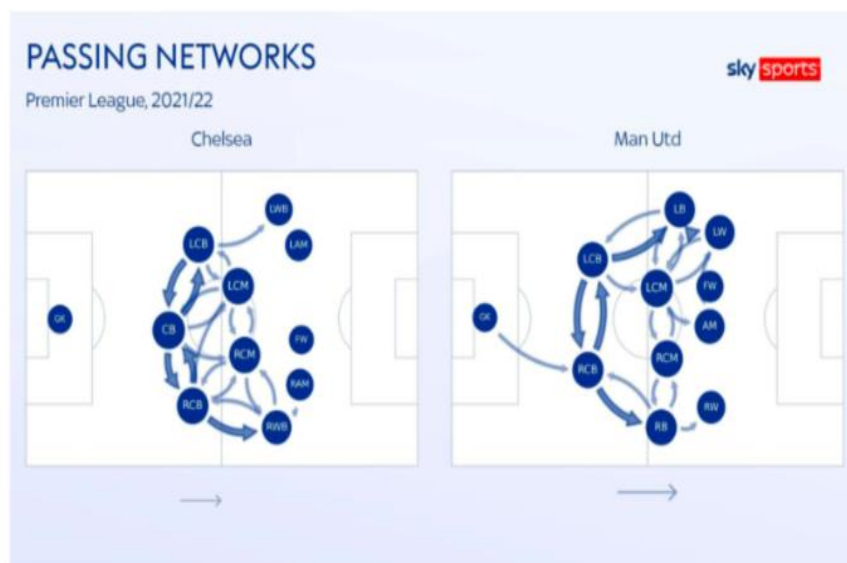 PASSING NETWORKS
sky sports
Premier League, 2021/22
Chelsea
LWB
LCB
LAM
LCM
GK
CB
FW
RCM
RAM
RCB
RWB
Man Utd
LB
LW
LCB
LCM
FW
GK
AM
RCM
RCB
RW
RB